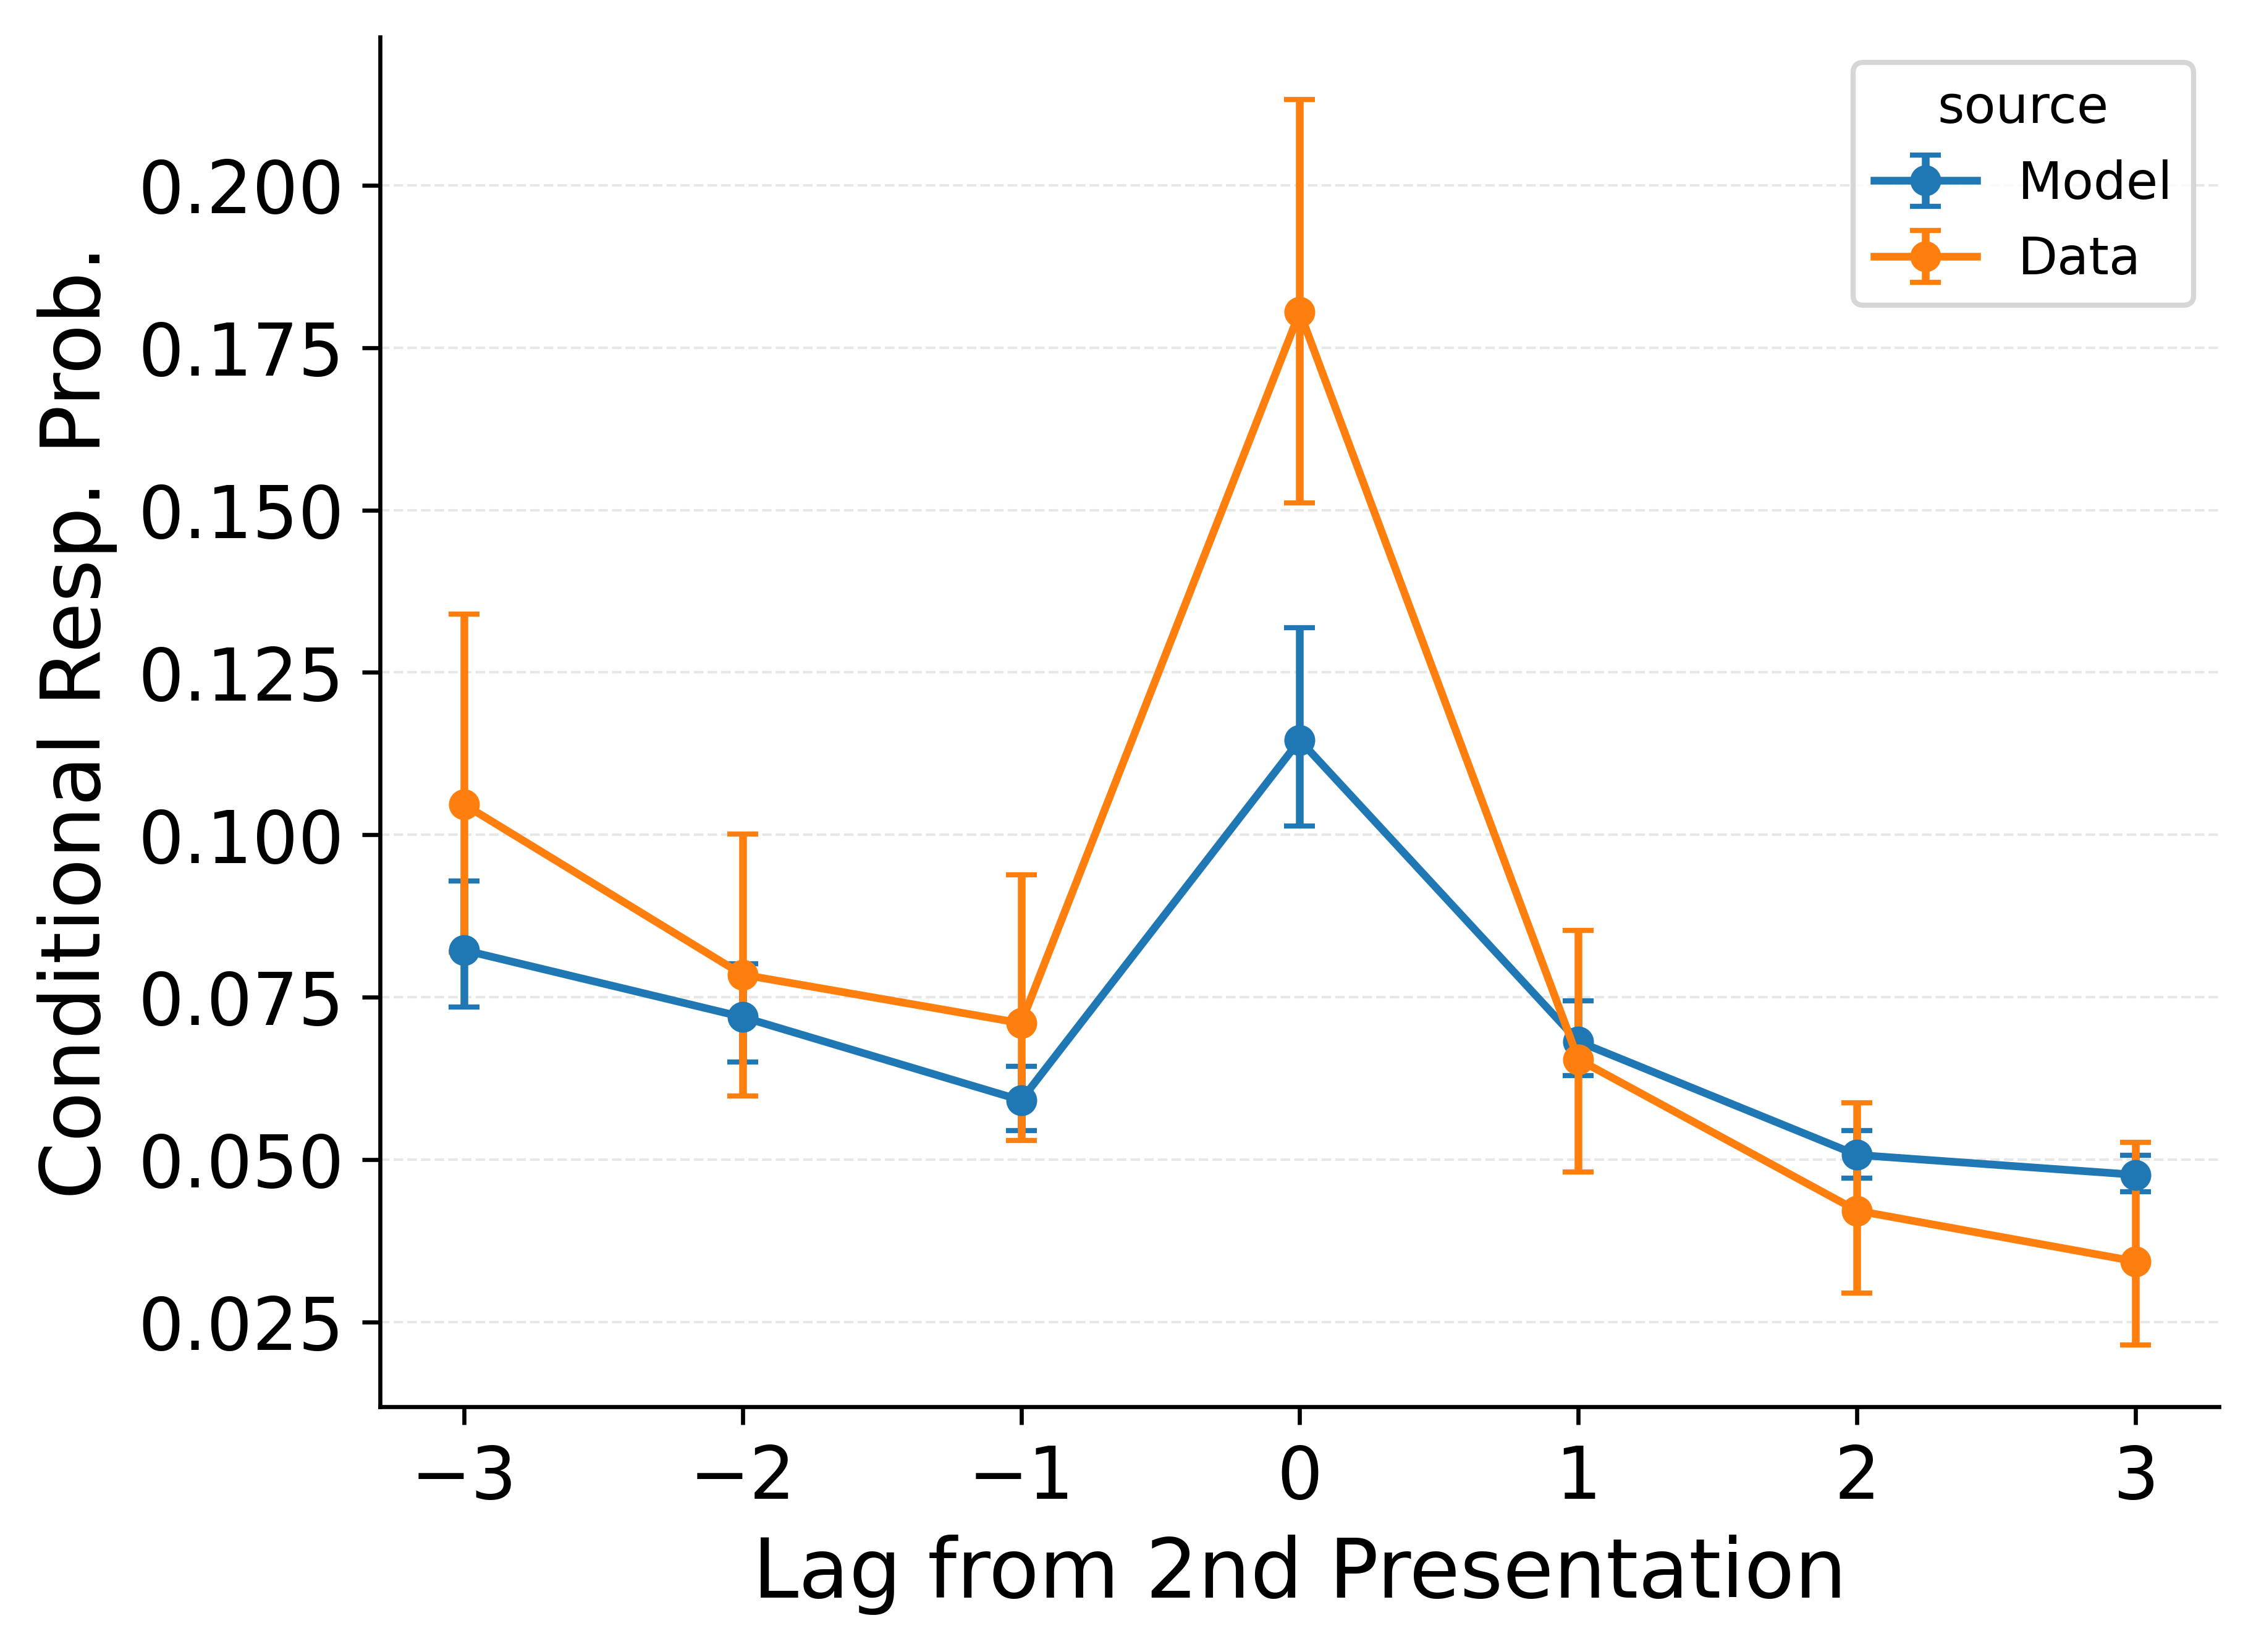 source
Model
Data
Conditional Resp. Prob.
0.200
0.175
0.150
0.125
0.100
0.075
0.050
0.025
−3 −2 −1 0 1 2 3
Lag from 2nd Presentation